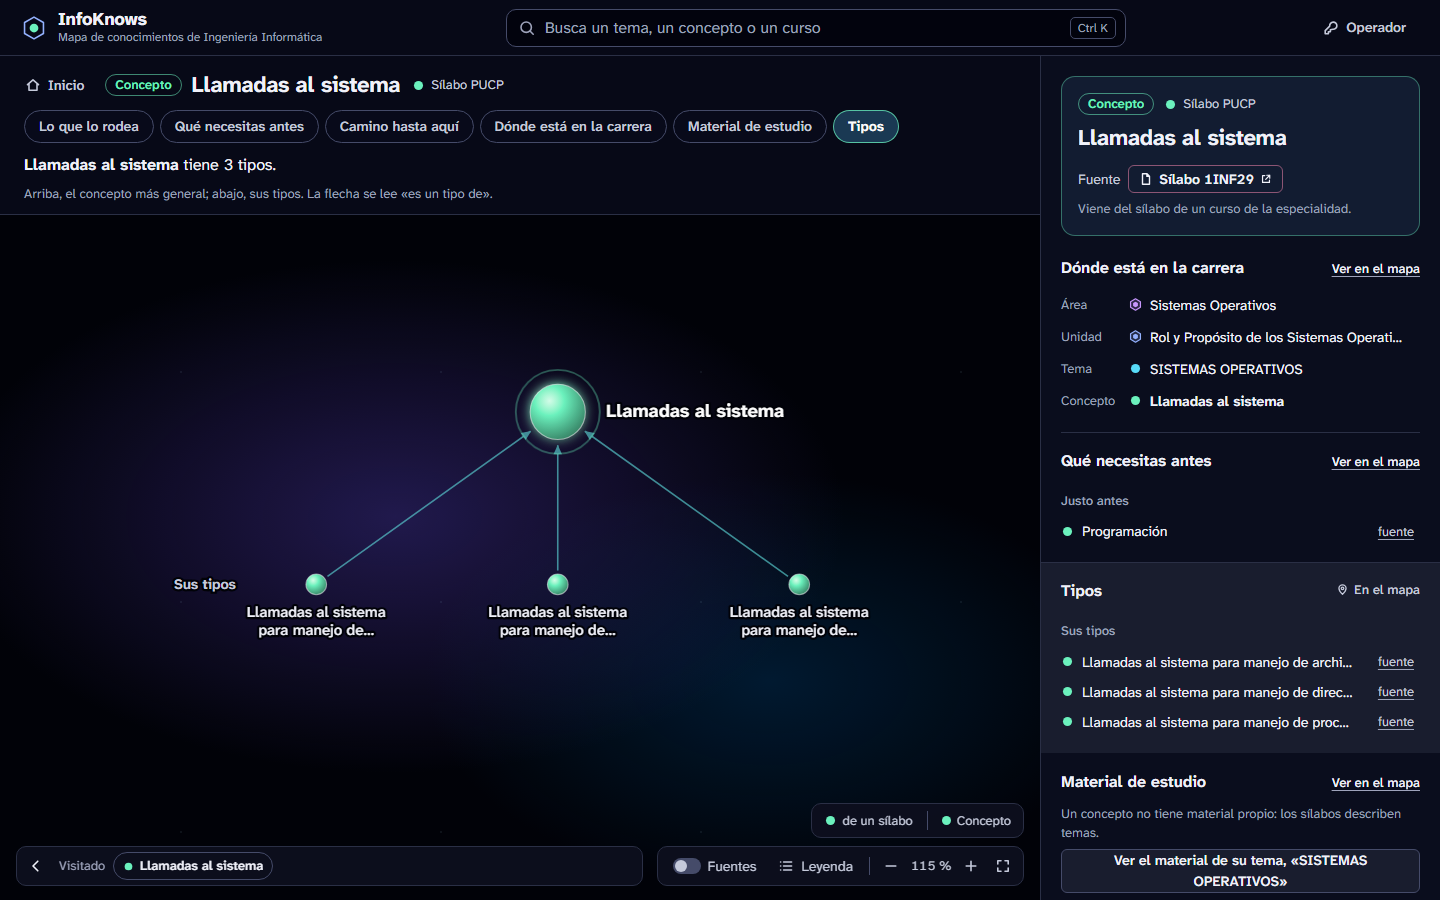 InfoKnows
Mapa de conocimientos de Ingeniería Informática
Busca un tema, un concepto o un curso
Ctrl K
Operador
Inicio
Concepto
Llamadas al sistema
Sílabo PUCP
Lo que lo rodea
Qué necesitas antes
Camino hasta aquí
Dónde está en la carrera
Material de estudio
Tipos
Llamadas al sistema tiene 3 tipos.
Arriba, el concepto más general; abajo, sus tipos. La flecha se lee «es un tipo de».
Llamadas al sistema
Sus tipos
Llamadas al sistema
para manejo de...
Llamadas al sistema
para manejo de...
Llamadas al sistema
para manejo de...
de un sílabo
Concepto
Visitado
Llamadas al sistema
Fuentes
Leyenda
115 %
Concepto
Sílabo PUCP
Llamadas al sistema
Fuente
Sílabo 1INF29
Viene del sílabo de un curso de la especialidad.
Dónde está en la carrera
Ver en el mapa
Área
Sistemas Operativos
Unidad
Rol y Propósito de los Sistemas Operati...
Tema
SISTEMAS OPERATIVOS
Concepto
Llamadas al sistema
Qué necesitas antes
Ver en el mapa
Justo antes
Programación
fuente
Tipos
En el mapa
Sus tipos
Llamadas al sistema para manejo de archi...
fuente
Llamadas al sistema para manejo de direc...
fuente
Llamadas al sistema para manejo de proc...
fuente
Material de estudio
Ver en el mapa
Un concepto no tiene material propio: los sílabos describen
temas.
Ver el material de su tema, «SISTEMAS
OPERATIVOS»